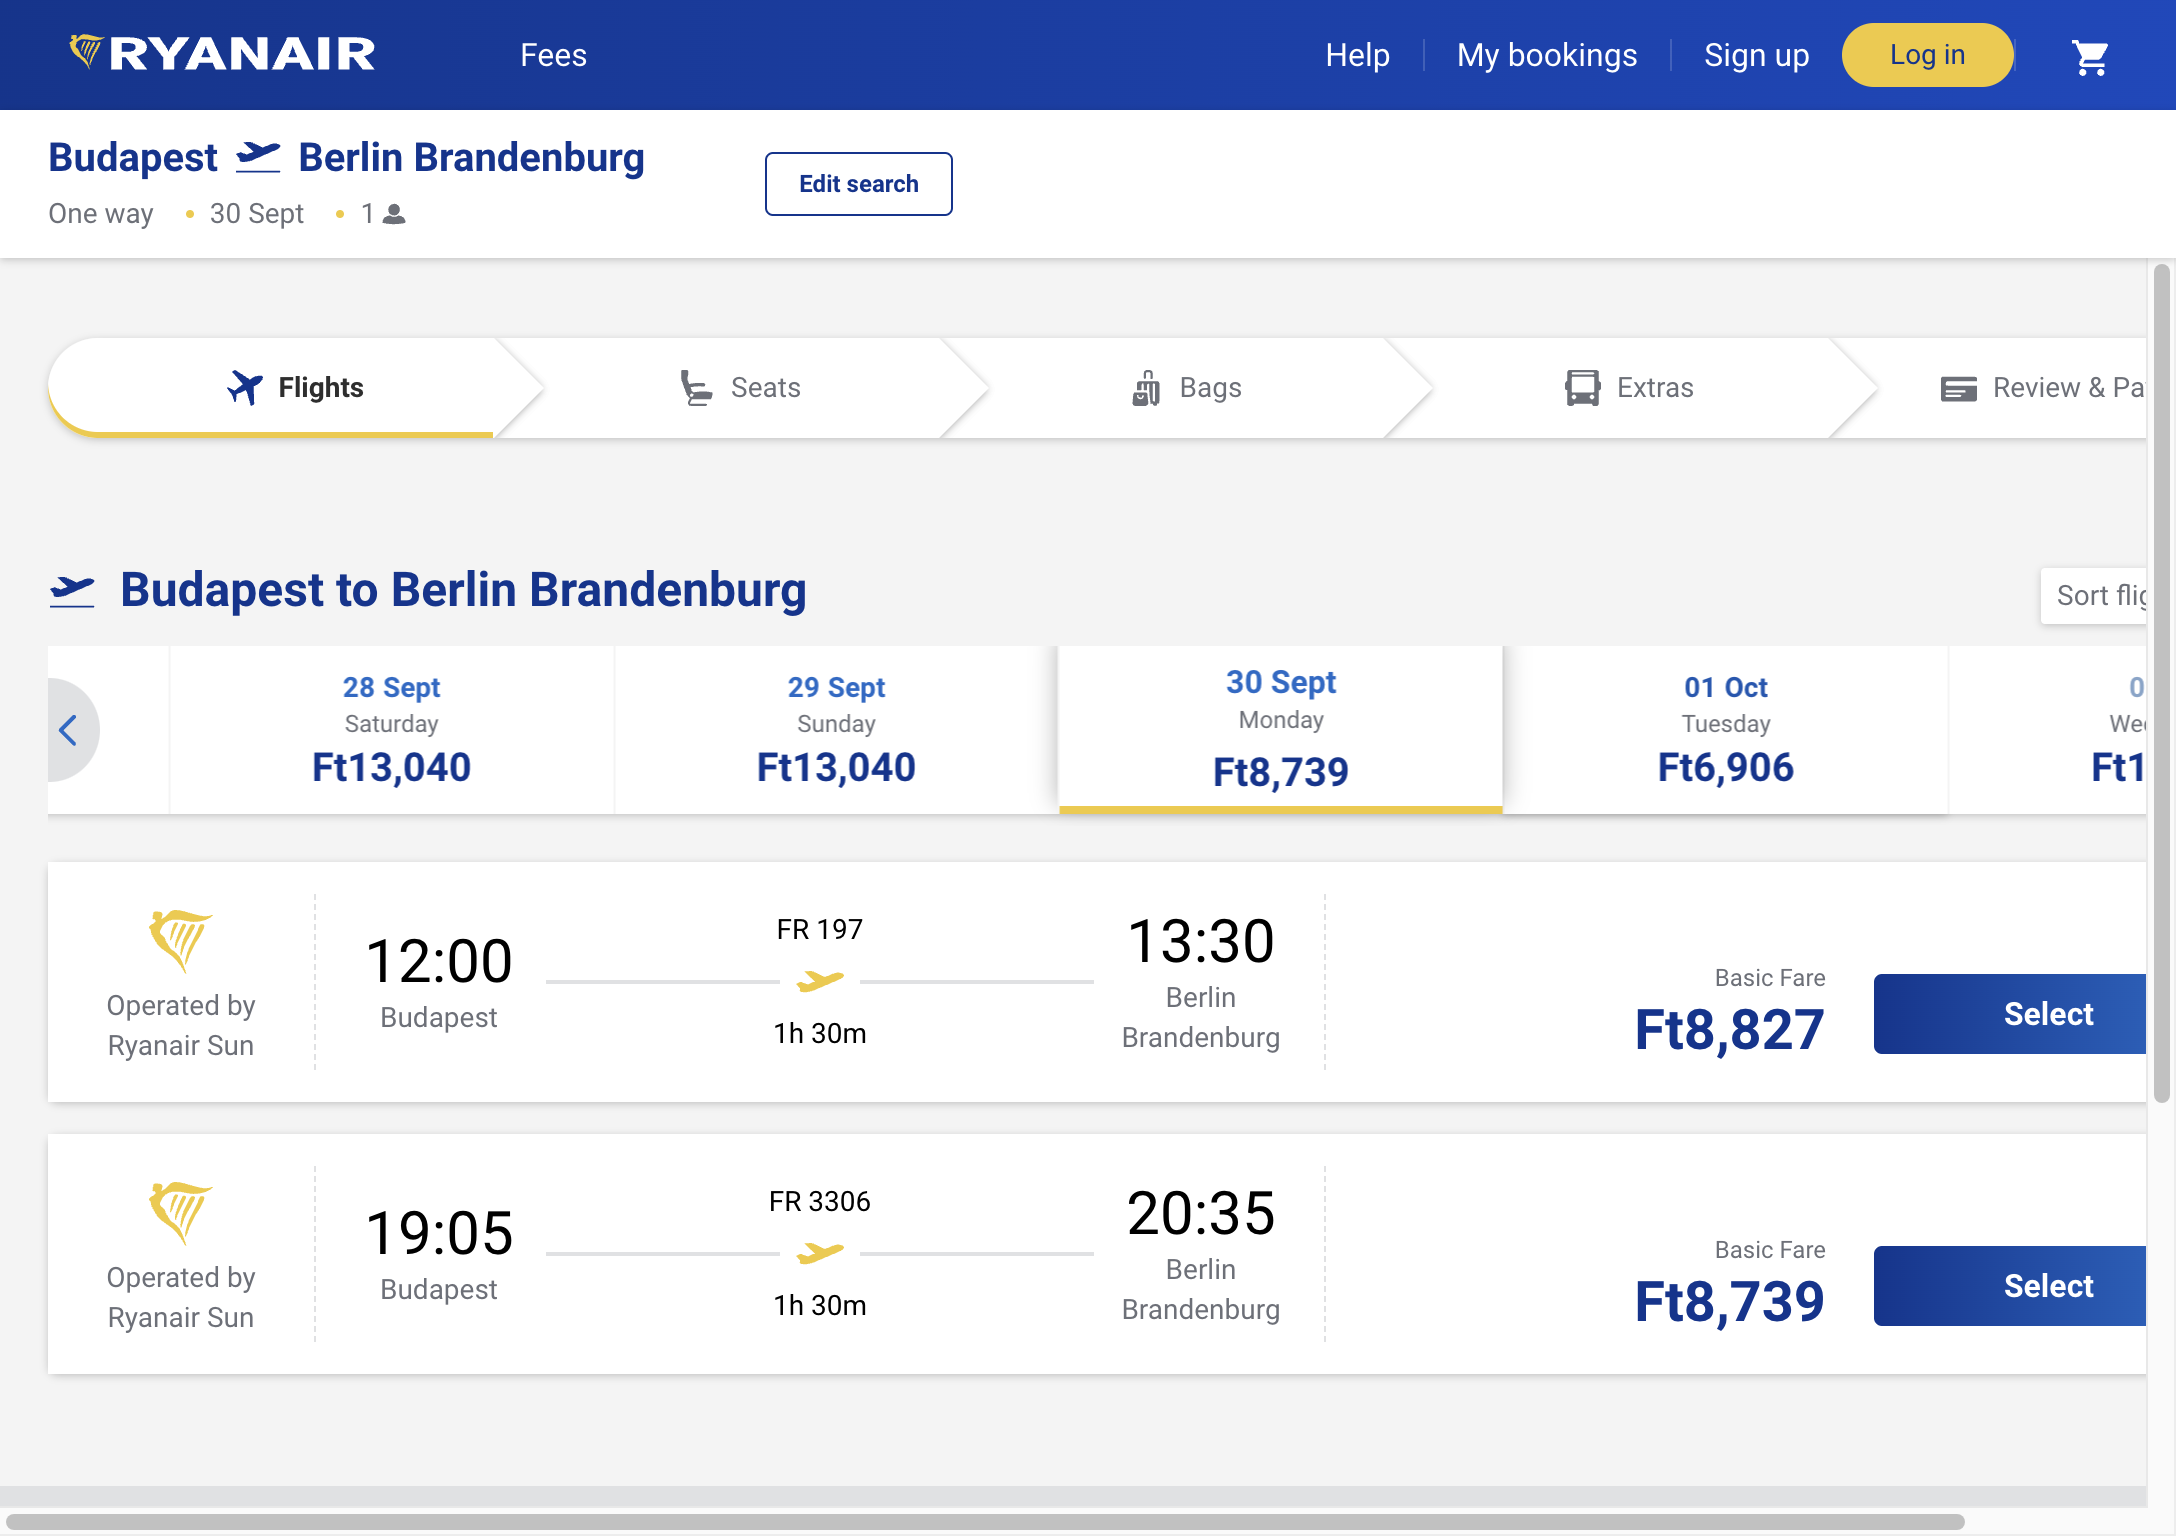 RYANAIR
Fees
Help
My bookings
Sign up
Log in
Budapest Berlin Brandenburg
One way • 30 Sept • 1
Edit search
Flights
Seats
Bags
Extras
Review & Pa
Budapest to Berlin Brandenburg
Sort flig
28 Sept
Saturday
Ft13,040
29 Sept
Sunday
Ft13,040
30 Sept
Monday
Ft8,739
01 Oct
Tuesday
Ft6,906
0
Wed
Ft1
Operated by
Ryanair Sun
12:00
Budapest
FR 197
1h 30m
13:30
Berlin
Brandenburg
Basic Fare
Ft8,827
Select
Operated by
Ryanair Sun
19:05
Budapest
FR 3306
1h 30m
20:35
Berlin
Brandenburg
Basic Fare
Ft8,739
Select